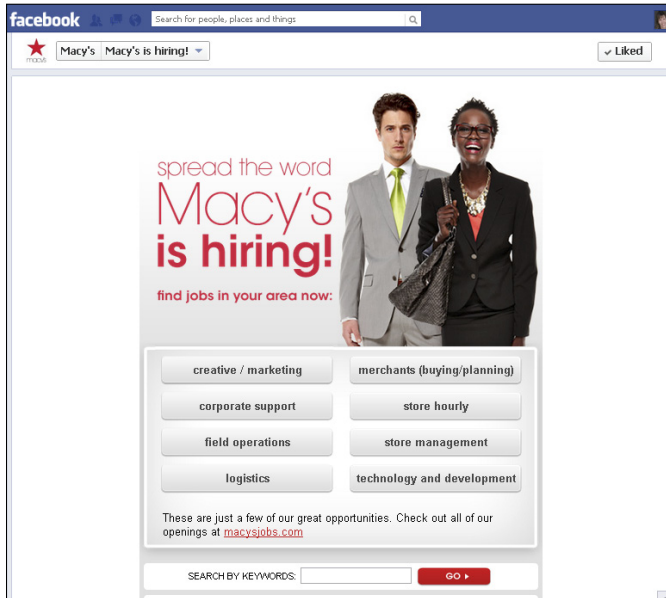 facebook
Search for people, places and things
macys
Macy's Macy's is hiring!
Liked
spread the word
Macy's
is hiring!
find jobs in your area now:
creative / marketing
merchants (buying/planning)
corporate support
store hourly
field operations
store management
logistics
technology and development
These are just a few of our great opportunities. Check out all of our
openings at macysjobs.com
SEARCH BY KEYWORDS:
GO